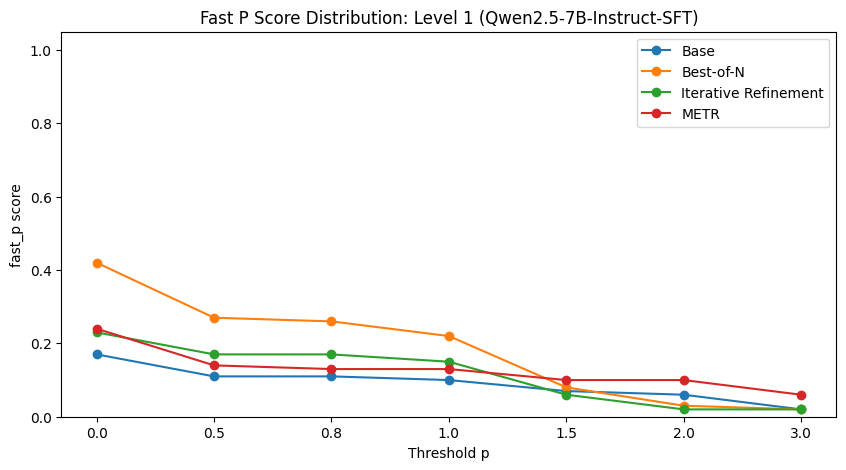 Fast P Score Distribution: Level 1 (Qwen2.5-7B-Instruct-SFT)
Base
Best-of-N
Iterative Refinement
METR
fast_p score
1.0
0.8
0.6
0.4
0.2
0.0
0.0 0.5 0.8 1.0 1.5 2.0 3.0
Threshold p